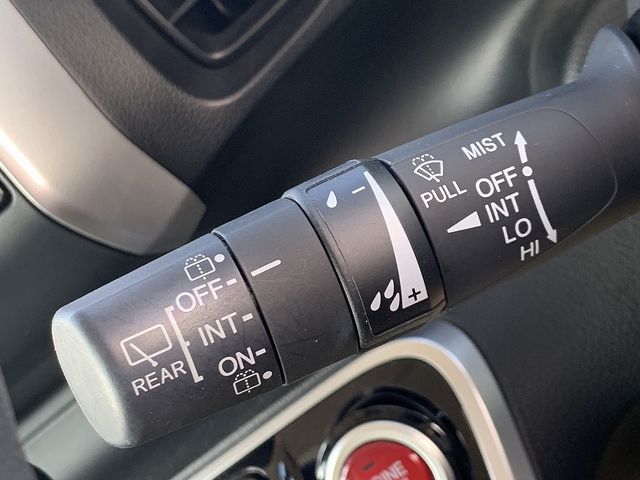 MIST
OFF
INT
LO
HI
PULL
−
+
OFF
INT
ON
REAR